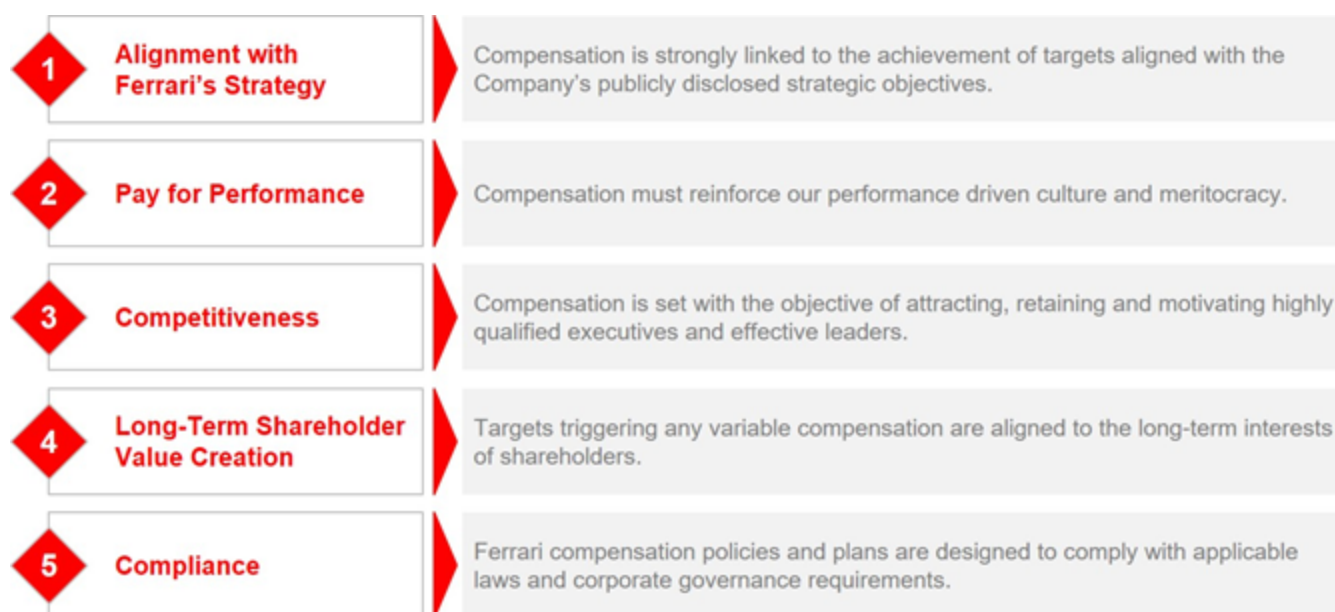 1
Alignment with
Ferrari's Strategy
Compensation is strongly linked to the achievement of targets aligned with the
Company's publicly disclosed strategic objectives.
2
Pay for Performance
Compensation must reinforce our performance driven culture and meritocracy.
3
Competitiveness
Compensation is set with the objective of attracting, retaining and motivating highly
qualified executives and effective leaders.
4
Long-Term Shareholder
Value Creation
Targets triggering any variable compensation are aligned to the long-term interests
of shareholders.
5
Compliance
Ferrari compensation policies and plans are designed to comply with applicable
laws and corporate governance requirements.